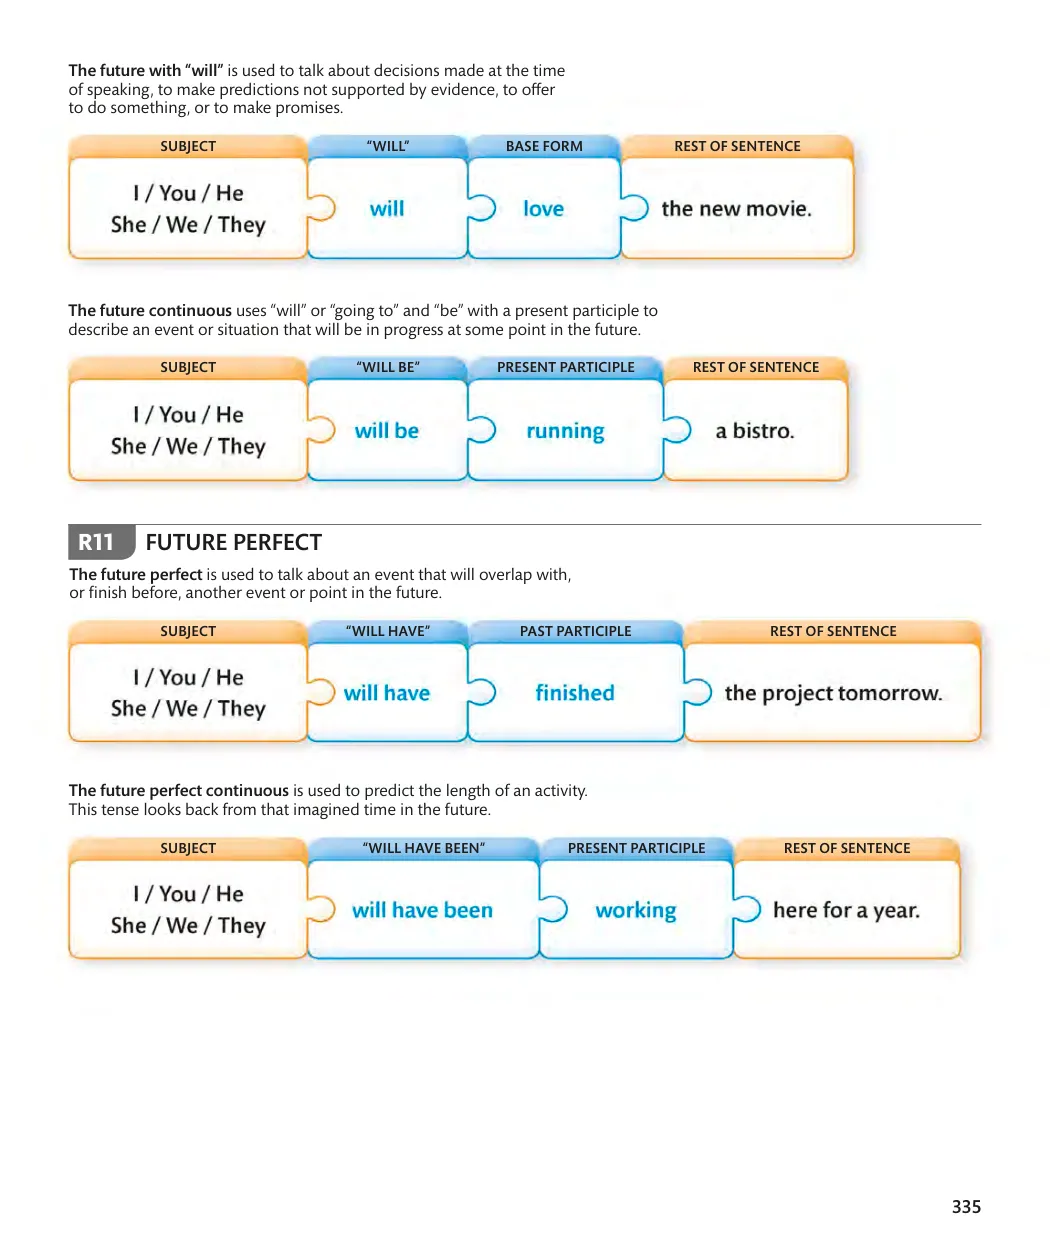 The future with “will” is used to talk about decisions made at the time
of speaking, to make predictions not supported by evidence, to offer
to do something, or to make promises.
SUBJECT “WILL” BASE FORM REST OF SENTENCE
I / You / He
She / We / They
will love the new movie.
The future continuous uses “will” or “going to” and “be” with a present participle to
describe an event or situation that will be in progress at some point in the future.
SUBJECT “WILL BE” PRESENT PARTICIPLE REST OF SENTENCE
I / You / He
She / We / They
will be running a bistro.
R11 FUTURE PERFECT
The future perfect is used to talk about an event that will overlap with,
or finish before, another event or point in the future.
SUBJECT “WILL HAVE” PAST PARTICIPLE REST OF SENTENCE
I / You / He
She / We / They
will have finished the project tomorrow.
The future perfect continuous is used to predict the length of an activity.
This tense looks back from that imagined time in the future.
SUBJECT “WILL HAVE BEEN” PRESENT PARTICIPLE REST OF SENTENCE
I / You / He
She / We / They
will have been working here for a year.
335